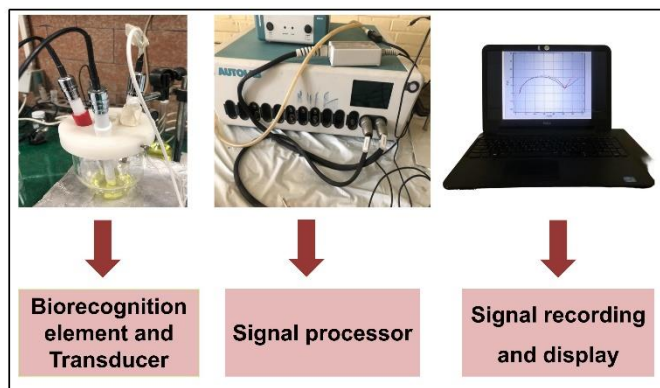 AUTOLAB
Biorecognition
element and
Transducer
Signal processor
Signal recording
and display